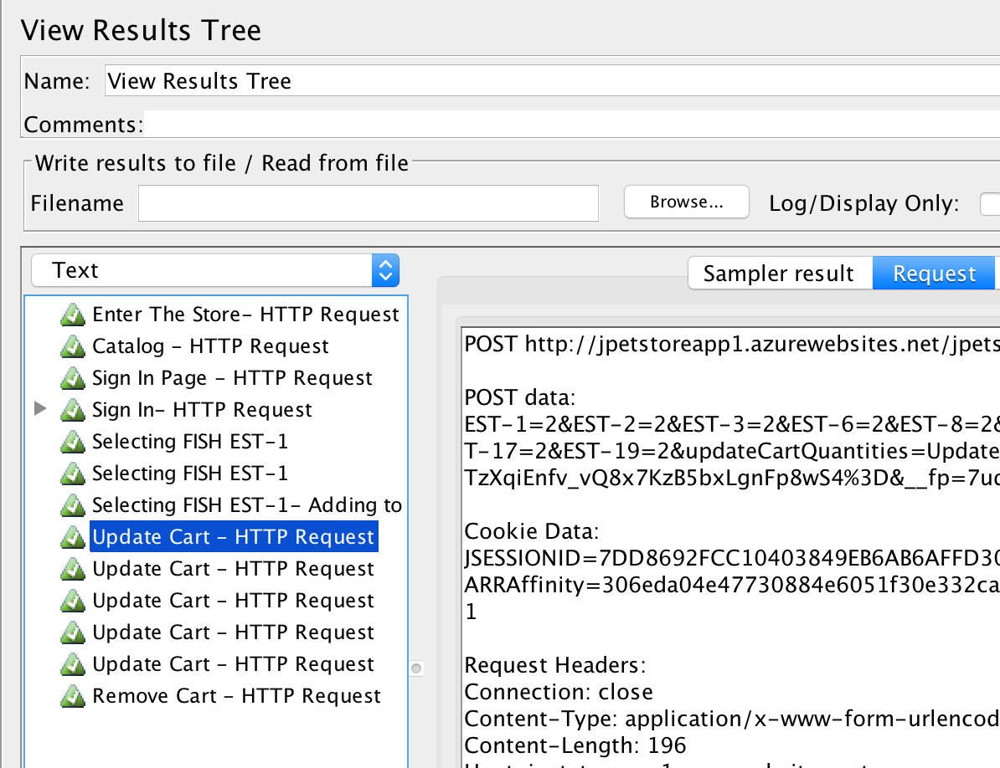 View Results Tree
Name: View Results Tree
Comments:
Write results to file / Read from file
Filename Browse... Log/Display Only:
Text
Sampler result Request
Enter The Store– HTTP Request
Catalog – HTTP Request
Sign In Page – HTTP Request
Sign In– HTTP Request
Selecting FISH EST–1
Selecting FISH EST–1
Selecting FISH EST–1– Adding to
Update Cart – HTTP Request
Update Cart – HTTP Request
Update Cart – HTTP Request
Update Cart – HTTP Request
Update Cart – HTTP Request
Remove Cart – HTTP Request
POST http://jpetstoreapp1.azurewebsites.net/jpets
POST data:
EST–1=2&EST–2=2&EST–3=2&EST–6=2&EST–8=2&
T–17=2&EST–19=2&updateCartQuantities=Update
TzXqiEnfv_vQ8x7KzB5bxLgnFp8wS4%3D&__fp=7uc
Cookie Data:
JSESSIONID=7DD8692FCC10403849EB6AB6AFFD30
ARRAffinity=306eda04e47730884e6051f30e332ca
1
Request Headers:
Connection: close
Content–Type: application/x–www–form–urlencod
Content–Length: 196